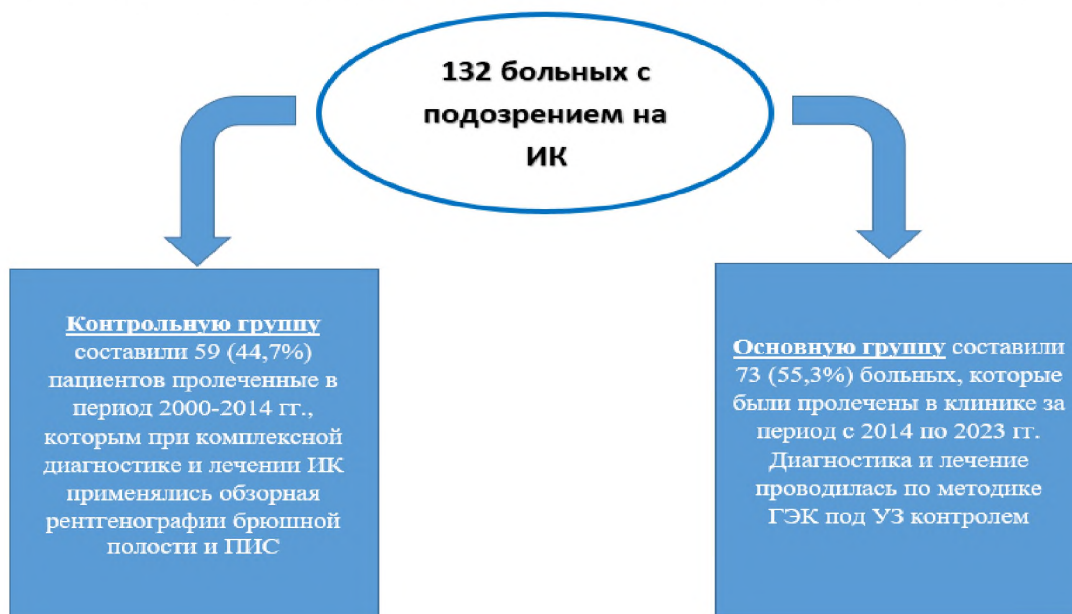 132 больных с
подозрением на
ИК
Контрольную группу
составили 59 (44,7%)
пациентов пролеченные в
период 2000-2014 гг.,
которым при комплексной
диагностике и лечении ИК
применялись обзорная
рентгенографии брюшной
полости и ПИС
Основную группу составили
73 (55,3%) больных, которые
были пролечены в клинике за
период с 2014 по 2023 гг.
Диагностика и лечение
проводилась по методике
ГЭК под УЗ контролем